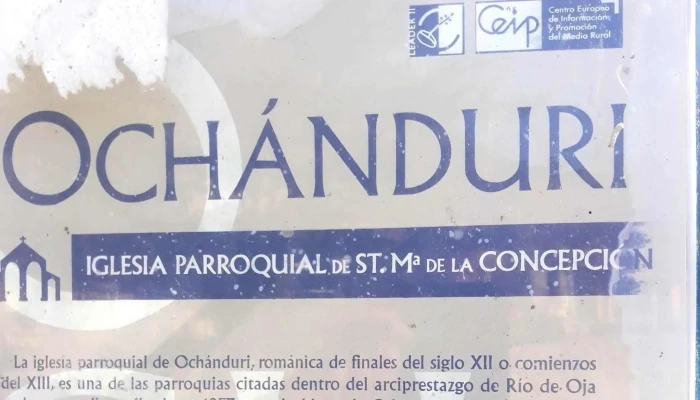 LEADER II
Ceip
Centro Europeo
de Información
y Promoción
del Medio Rural
OCHÁNDURI
IGLESIA PARROQUIAL DE ST. Mª DE LA CONCEPCIÓN
La iglesia parroquial de Ochánduri, románica de finales del siglo XII o comienzos
del XIII, es una de las parroquias citadas dentro del arciprestazgo de Río de Oja